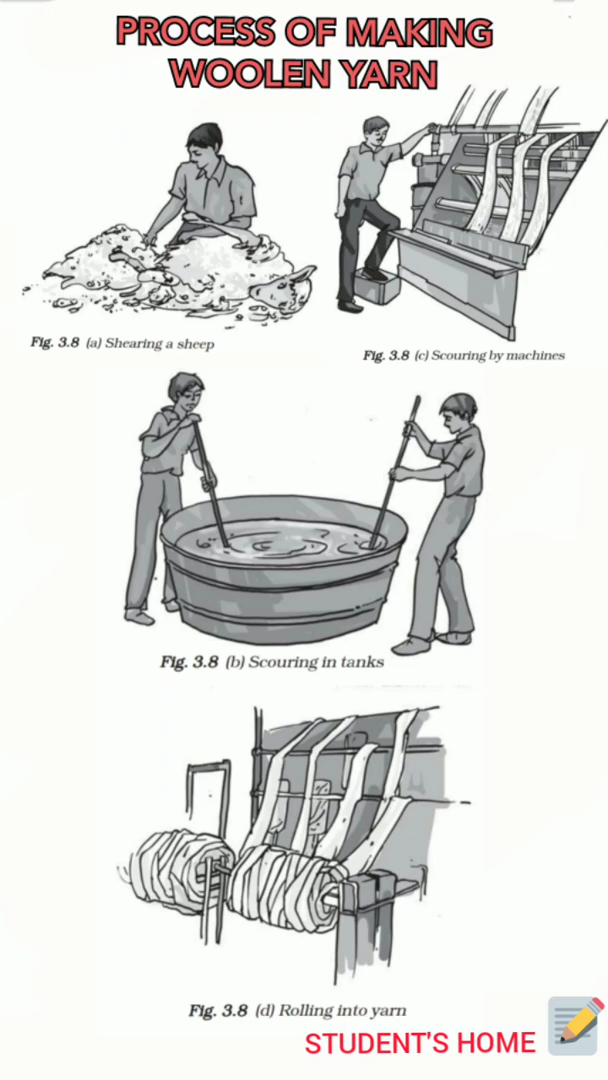 PROCESS OF MAKING
WOOLEN YARN
Fig. 3.8 (a) Shearing a sheep
Fig. 3.8 (c) Scouring by machines
Fig. 3.8 (b) Scouring in tanks
Fig. 3.8 (d) Rolling into yarn
STUDENT'S HOME